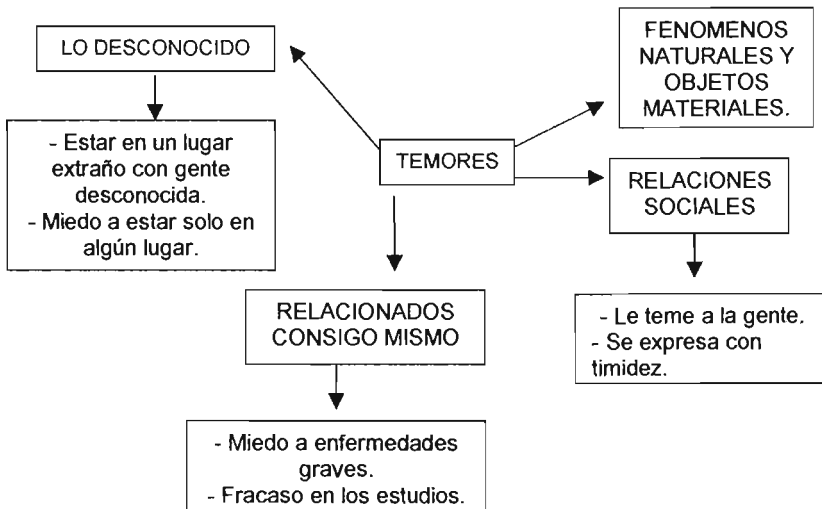 LO DESCONOCIDO
FENOMENOS
NATURALES Y
OBJETOS
MATERIALES.
- Estar en un lugar
extraño con gente
desconocida.
- Miedo a estar solo en
algún lugar.
TEMORES
RELACIONES
SOCIALES
RELACIONADOS
CONSIGO MISMO
- Le teme a la gente.
- Se expresa con
timidez.
- Miedo a enfermedades
graves.
- Fracaso en los estudios.